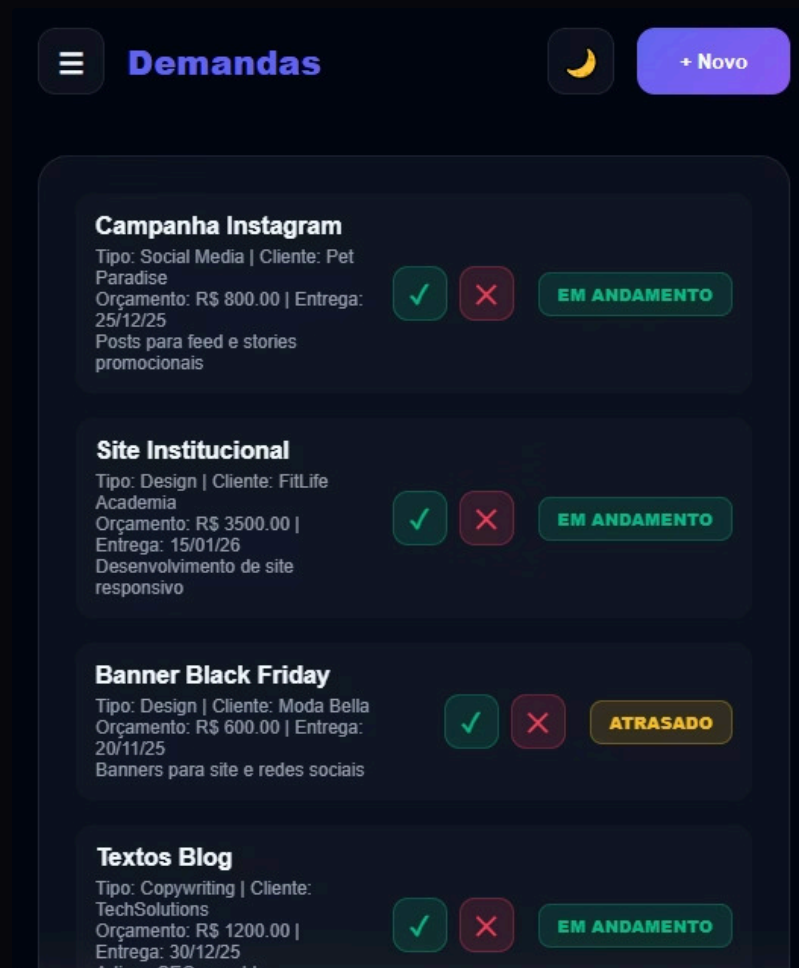 Demandas
+ Novo
Campanha Instagram
Tipo: Social Media | Cliente: Pet
Paradise
Orçamento: R$ 800.00 | Entrega:
25/12/25
Posts para feed e stories
promocionais
EM ANDAMENTO
Site Institucional
Tipo: Design | Cliente: FitLife
Academia
Orçamento: R$ 3500.00 |
Entrega: 15/01/26
Desenvolvimento de site
responsivo
EM ANDAMENTO
Banner Black Friday
Tipo: Design | Cliente: Moda Bella
Orçamento: R$ 600.00 | Entrega:
20/11/25
Banners para site e redes sociais
ATRASADO
Textos Blog
Tipo: Copywriting | Cliente:
TechSolutions
Orçamento: R$ 1200.00 |
Entrega: 30/12/25
EM ANDAMENTO